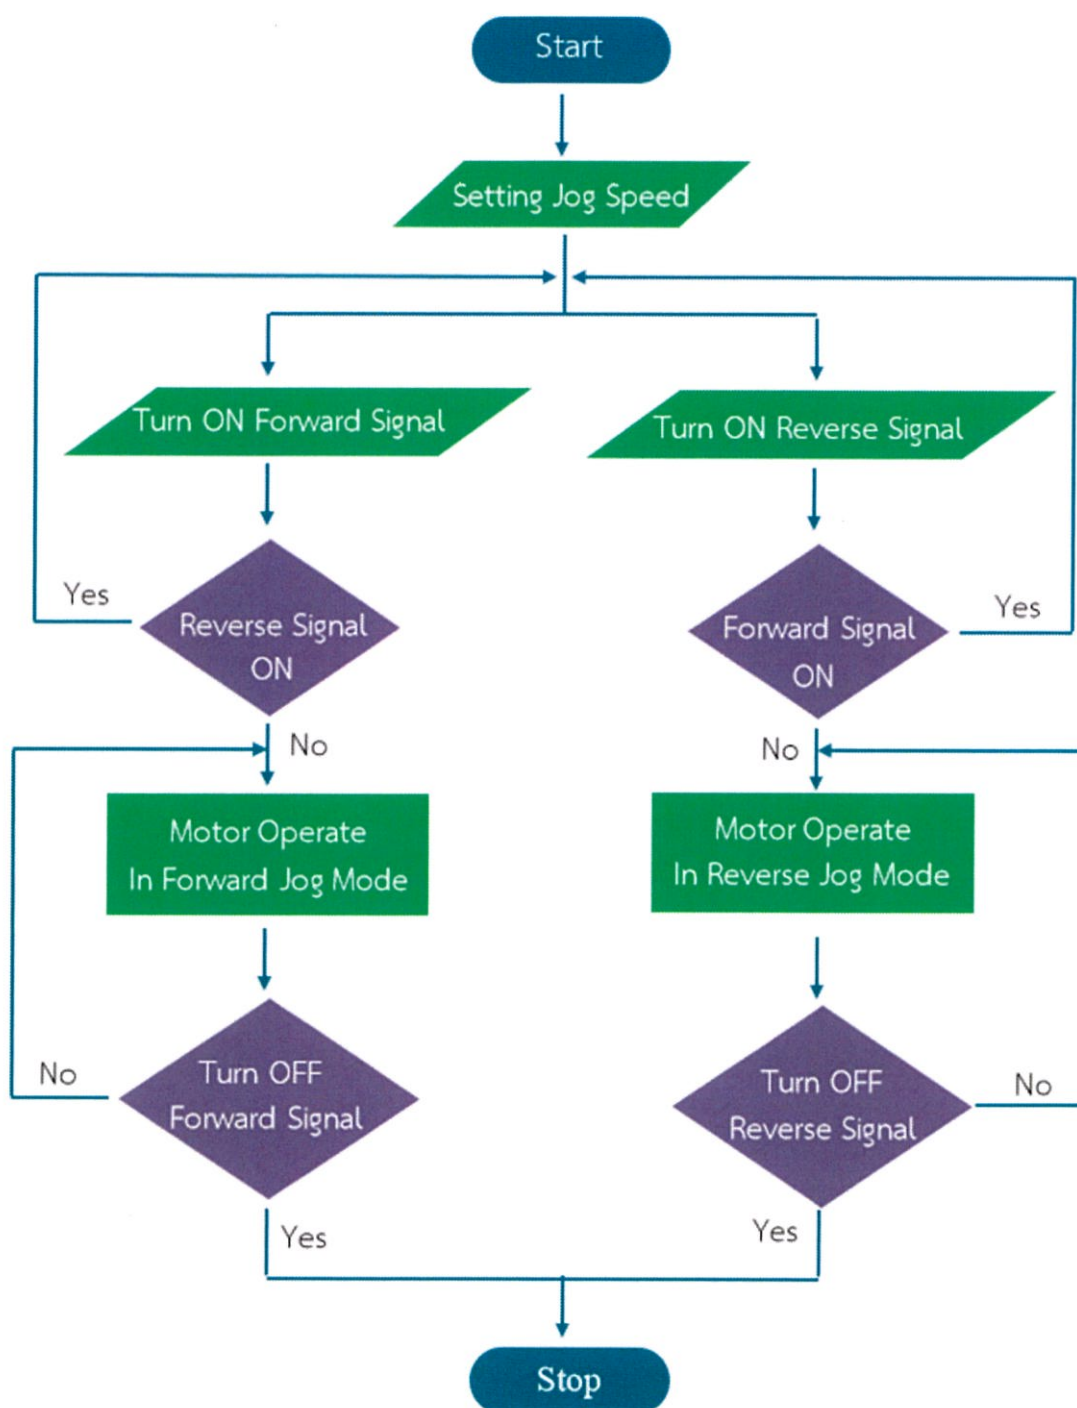 Start
Setting Jog Speed
Turn ON Forward Signal
Turn ON Reverse Signal
Yes
Reverse Signal
ON
Forward Signal
ON
Yes
No
No
Motor Operate
In Forward Jog Mode
Motor Operate
In Reverse Jog Mode
No
Turn OFF
Forward Signal
Turn OFF
Reverse Signal
No
Yes
Yes
Stop